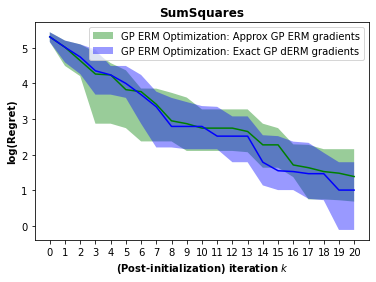 SumSquares
GP ERM Optimization: Approx GP ERM gradients
GP ERM Optimization: Exact GP dERM gradients
log(Regret)
5
4
3
2
1
0
0 1 2 3 4 5 6 7 8 9 10 11 12 13 14 15 16 17 18 19 20
(Post-initialization) iteration k